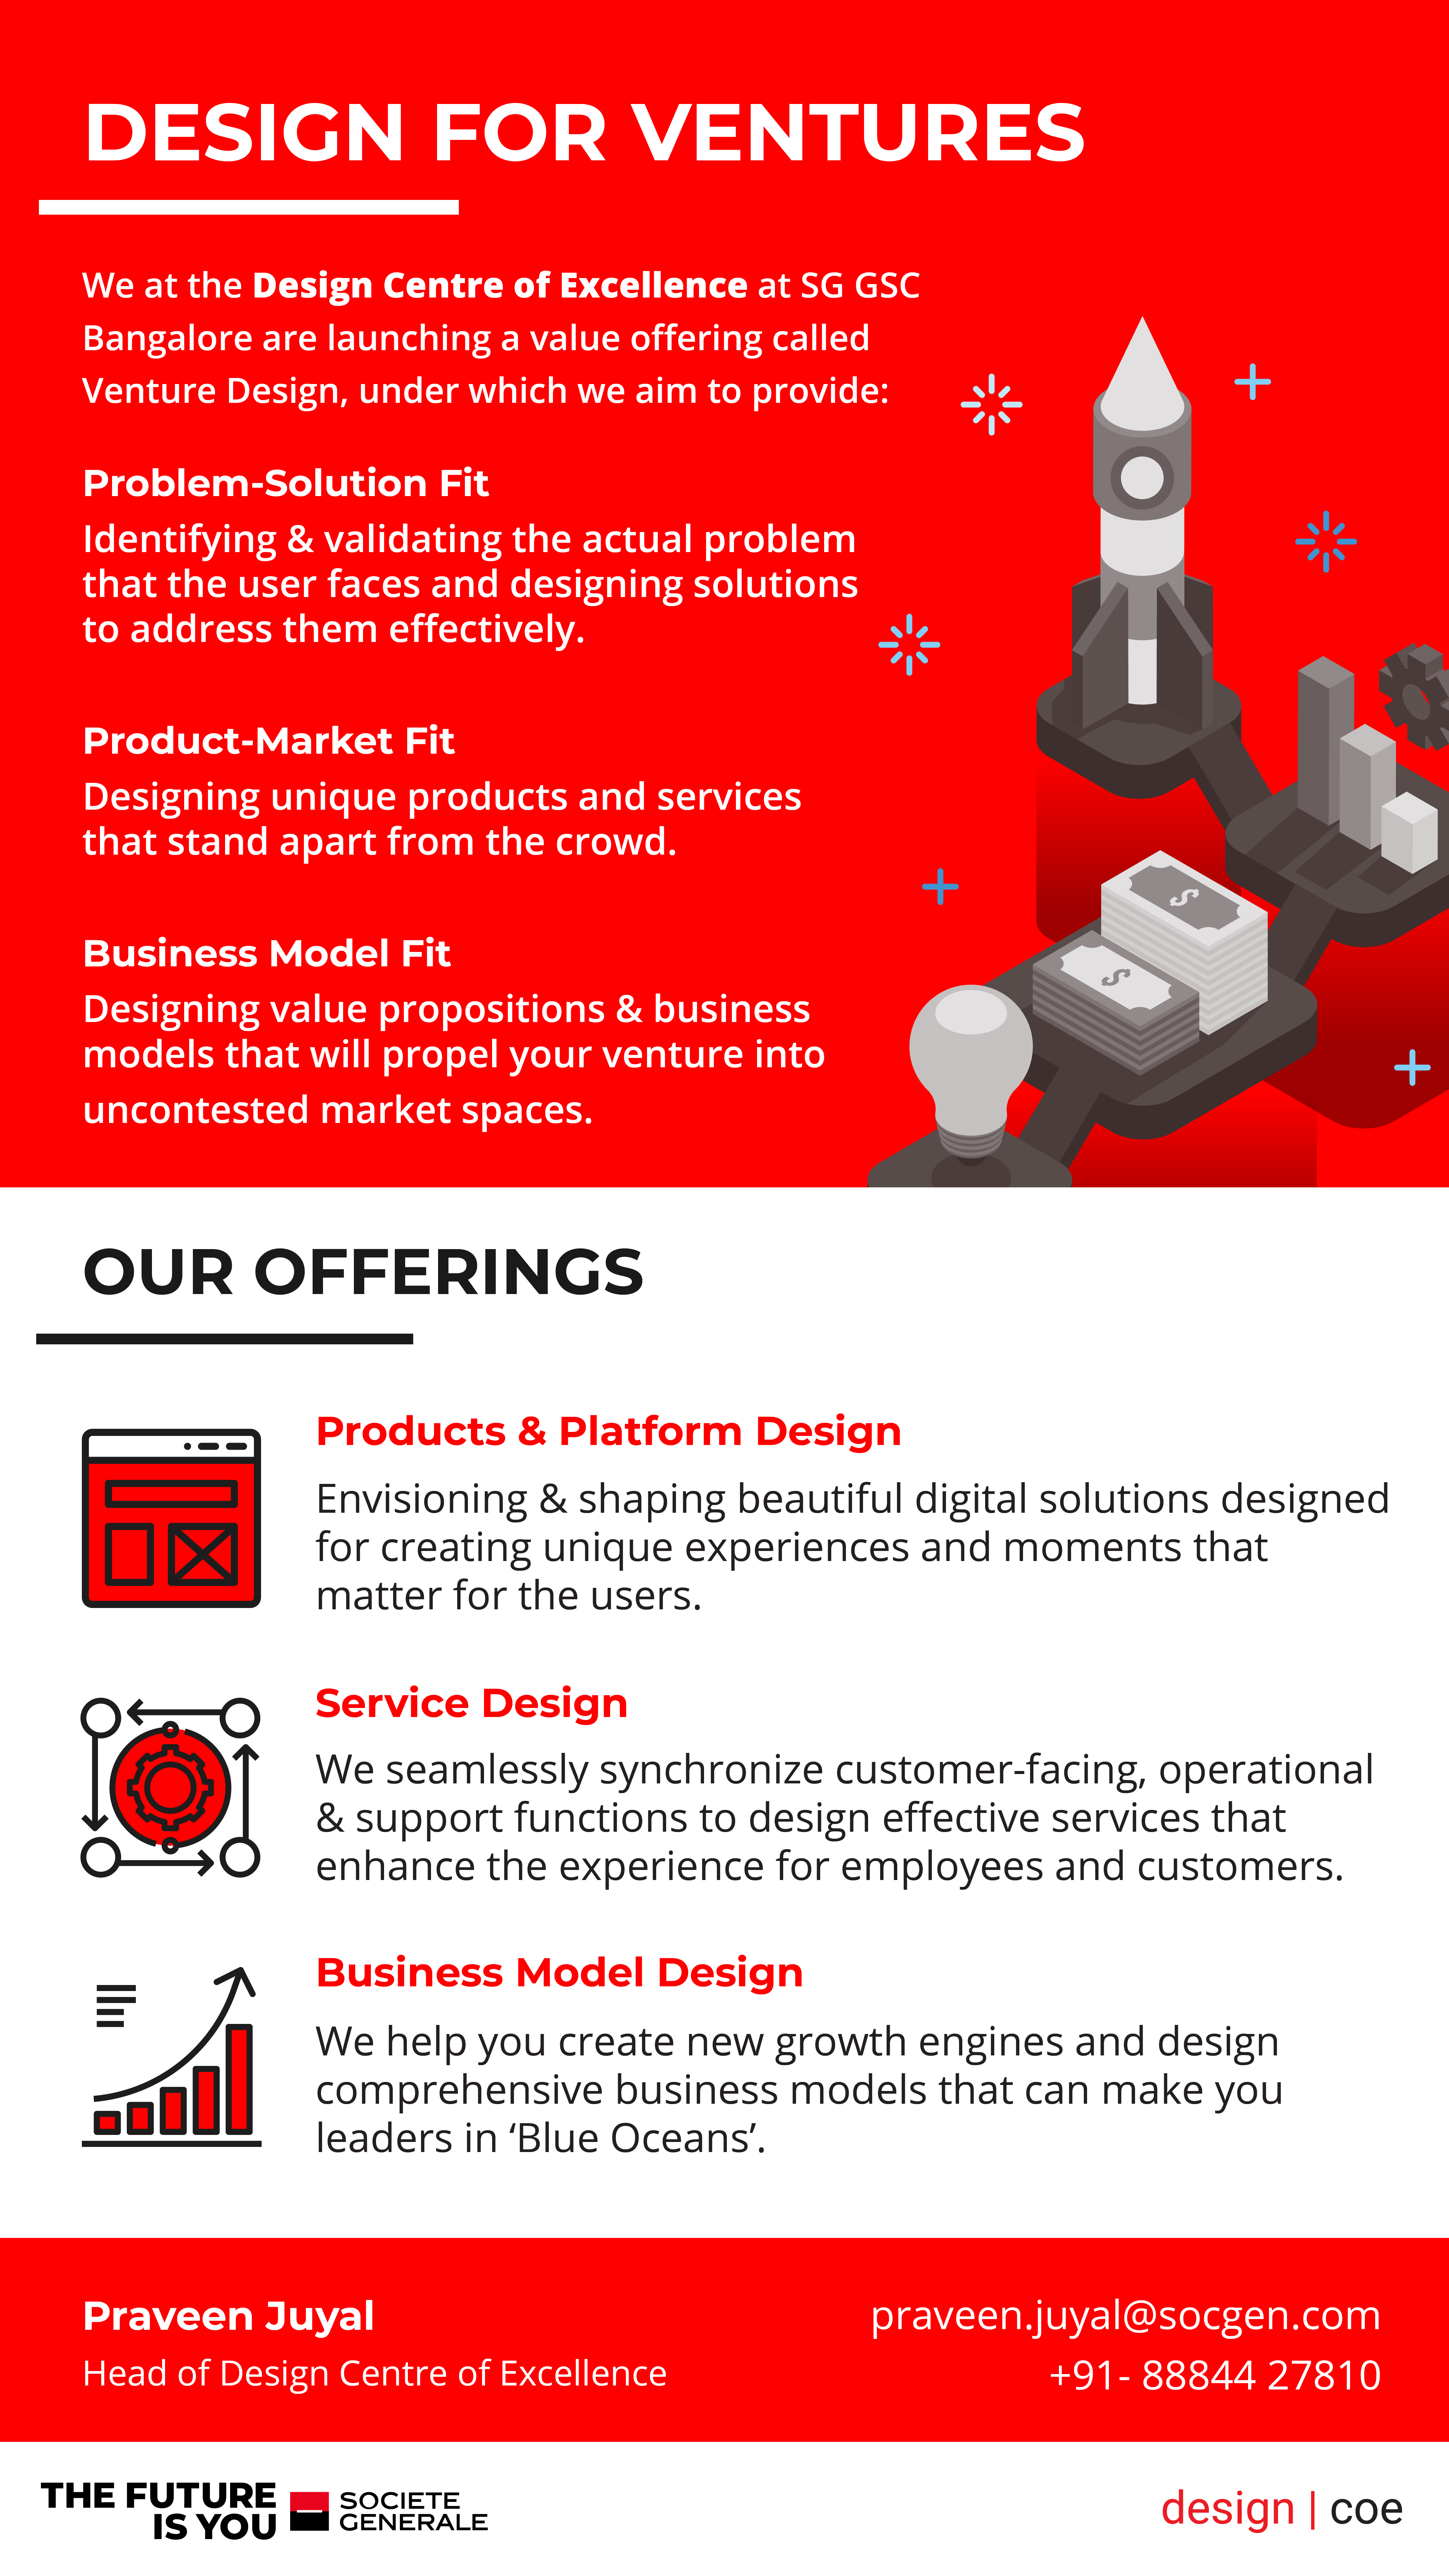 DESIGN FOR VENTURES
We at the Design Centre of Excellence at SG GSC
Bangalore are launching a value offering called
Venture Design, under which we aim to provide:
Problem-Solution Fit
Identifying & validating the actual problem
that the user faces and designing solutions
to address them effectively.
Product-Market Fit
Designing unique products and services
that stand apart from the crowd.
Business Model Fit
Designing value propositions & business
models that will propel your venture into
uncontested market spaces.
$
$
OUR OFFERINGS
Products & Platform Design
Envisioning & shaping beautiful digital solutions designed
for creating unique experiences and moments that
matter for the users.
Service Design
We seamlessly synchronize customer-facing, operational
& support functions to design effective services that
enhance the experience for employees and customers.
Business Model Design
We help you create new growth engines and design
comprehensive business models that can make you
leaders in ‘Blue Oceans’.
Praveen Juyal
Head of Design Centre of Excellence
praveen.juyal@socgen.com
+91- 88844 27810
THE FUTURE
IS YOU
SOCIETE
GENERALE
design | coe